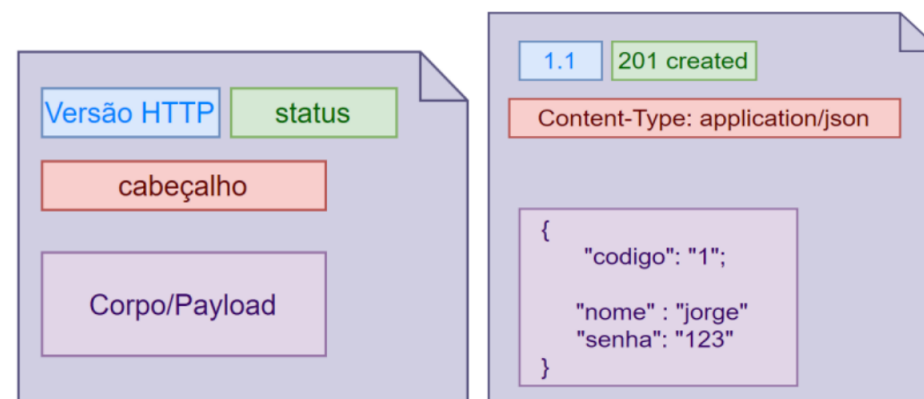 Versão HTTP
status
cabeçalho
Corpo/Payload
1.1
201 created
Content-Type: application/json
{
"codigo": "1";
"nome" : "jorge"
"senha": "123"
}